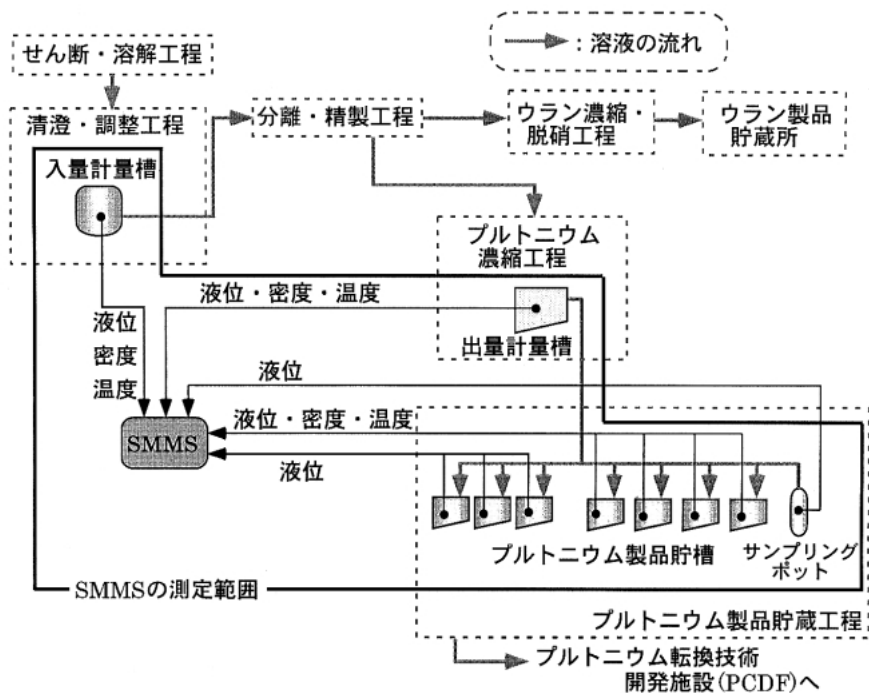 :溶液の流れ
せん断・溶解工程
清澄・調整工程
分離・精製工程
ウラン濃縮・
脱硝工程
ウラン製品
貯蔵所
入量計量槽
プルトニウム
濃縮工程
液位・密度・温度
出量計量槽
液位
密度
温度
液位
SMMS
液位・密度・温度
液位
プルトニウム製品貯槽
サンプリング
ポット
SMMSの測定範囲
プルトニウム製品貯蔵工程
プルトニウム転換技術
開発施設(PCDF)へ